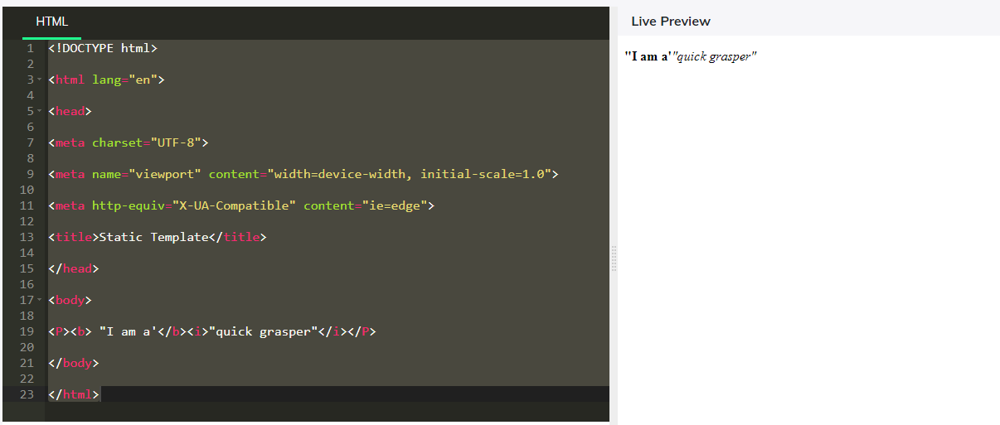 HTML
Live Preview
1 <!DOCTYPE html>
2
3 <html lang="en">
4
5 <head>
6
7 <meta charset="UTF-8">
8
9 <meta name="viewport" content="width=device-width, initial-scale=1.0">
10
11 <meta http-equiv="X-UA-Compatible" content="ie=edge">
12
13 <title>Static Template</title>
14
15 </head>
16
17 <body>
18
19 <P><b> "I am a'</b><i>"quick grasper"</i></P>
20
21 </body>
22
23 </html>
"I am a'"quick grasper"